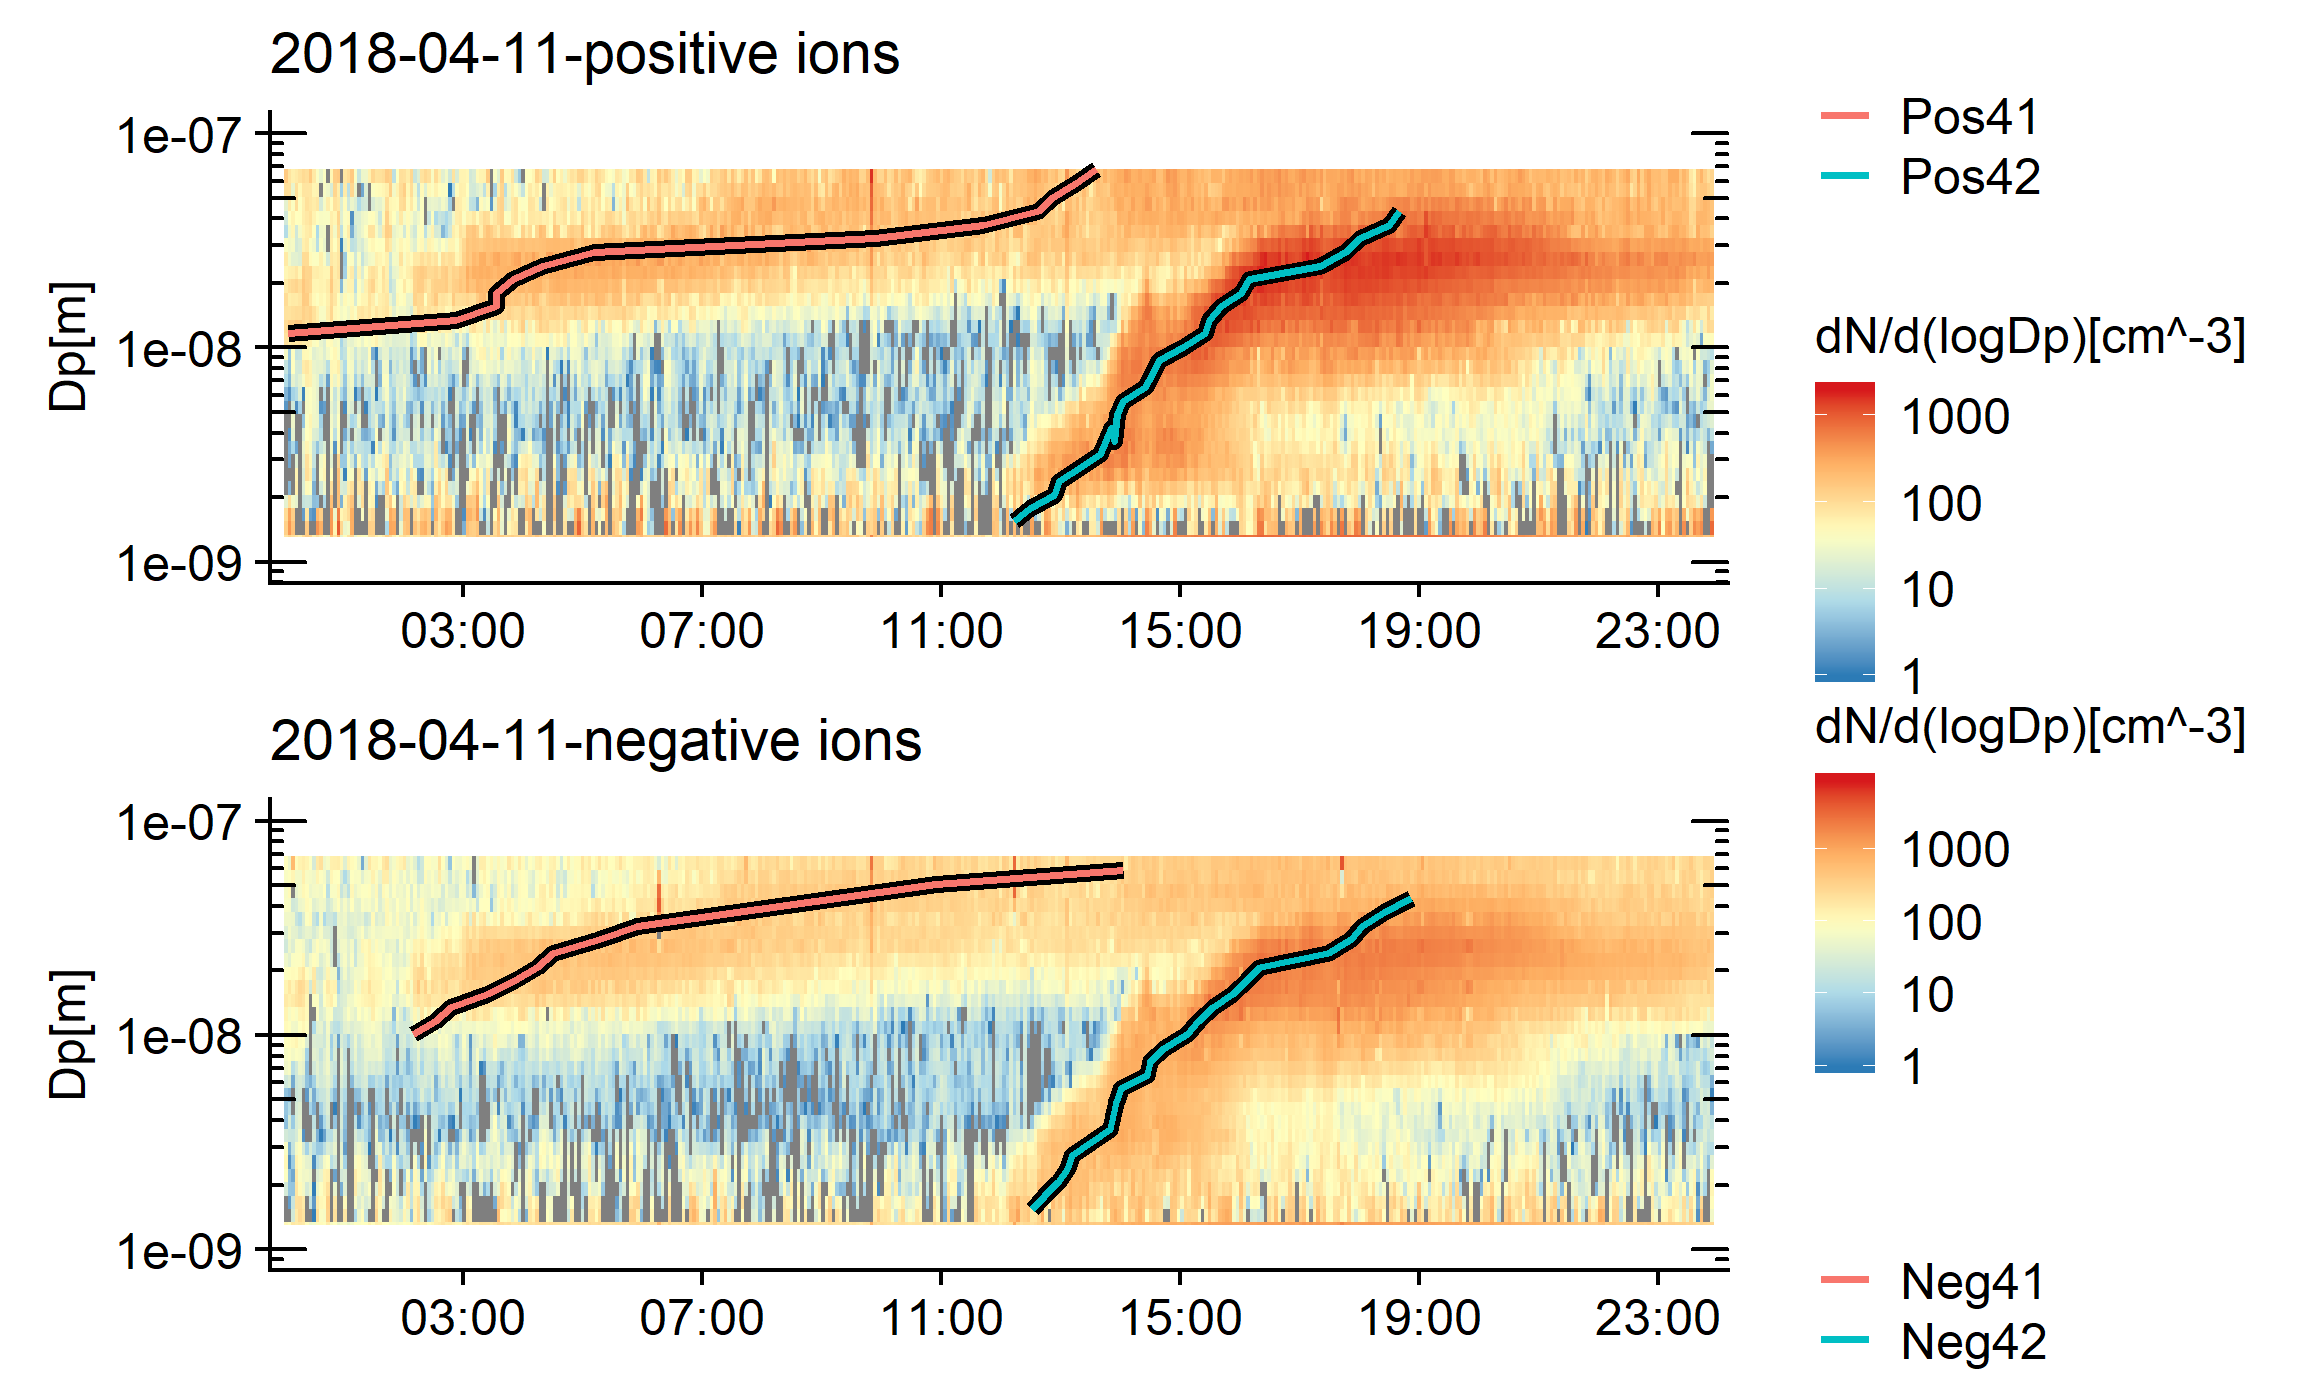 2018-04-11-positive ions
1e-07
1e-08
1e-09
Dp[m]
03:00 07:00 11:00 15:00 19:00 23:00
Pos41
Pos42
dN/d(logDp)[cm^-3]
1000
100
10
1
2018-04-11-negative ions
1e-07
1e-08
1e-09
Dp[m]
03:00 07:00 11:00 15:00 19:00 23:00
dN/d(logDp)[cm^-3]
1000
100
10
1
Neg41
Neg42